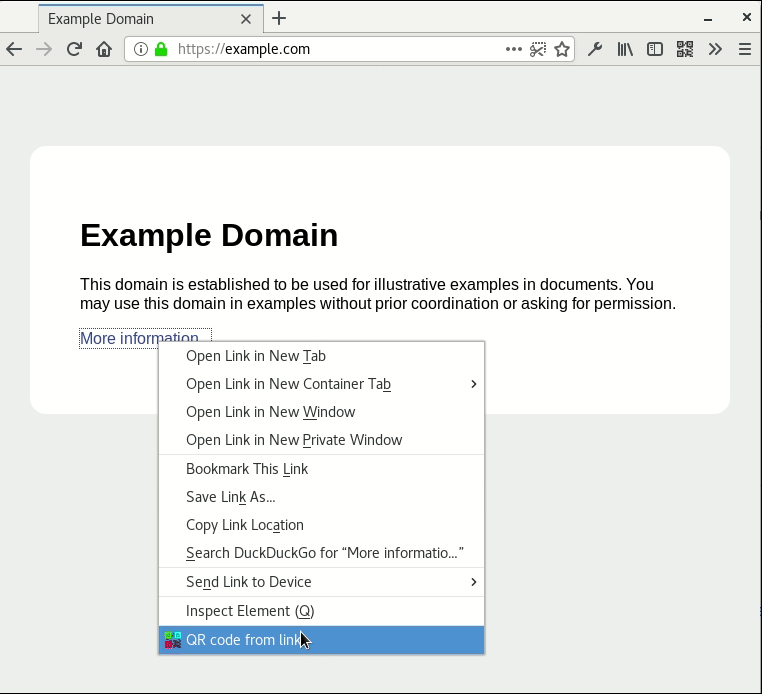 Example Domain
https://example.com
Example Domain
This domain is established to be used for illustrative examples in documents. You
may use this domain in examples without prior coordination or asking for permission.
More information...
Open Link in New Tab
Open Link in New Container Tab
Open Link in New Window
Open Link in New Private Window
Bookmark This Link
Save Link As...
Copy Link Location
Search DuckDuckGo for “More informatio...”
Send Link to Device
Inspect Element (Q)
QR code from link